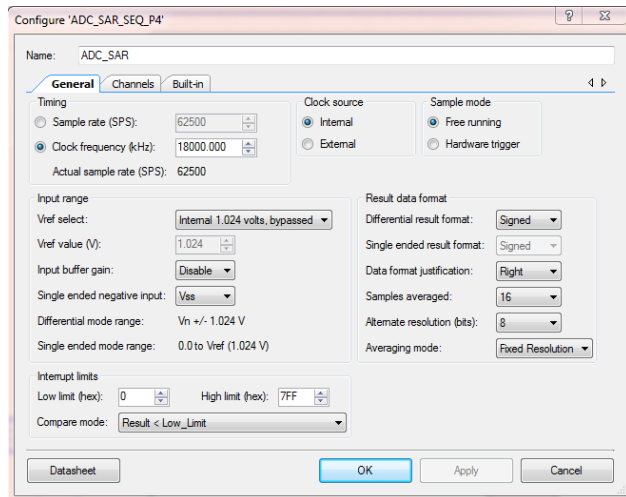 Configure 'ADC_SAR_SEQ_P4'
Name: ADC_SAR
General Channels Built-in
Timing
Sample rate (SPS): 62500
Clock frequency (kHz): 18000.000
Actual sample rate (SPS): 62500
Clock source
Internal
External
Sample mode
Free running
Hardware trigger
Input range
Vref select: Internal 1.024 volts, bypassed
Vref value (V): 1.024
Input buffer gain: Disable
Single ended negative input: Vss
Differential mode range: Vn +/- 1.024 V
Single ended mode range: 0.0 to Vref (1.024 V)
Result data format
Differential result format: Signed
Single ended result format: Signed
Data format justification: Right
Samples averaged: 16
Alternate resolution (bits): 8
Averaging mode: Fixed Resolution
Interrupt limits
Low limit (hex): 0 High limit (hex): 7FF
Compare mode: Result < Low_Limit
Datasheet OK Apply Cancel